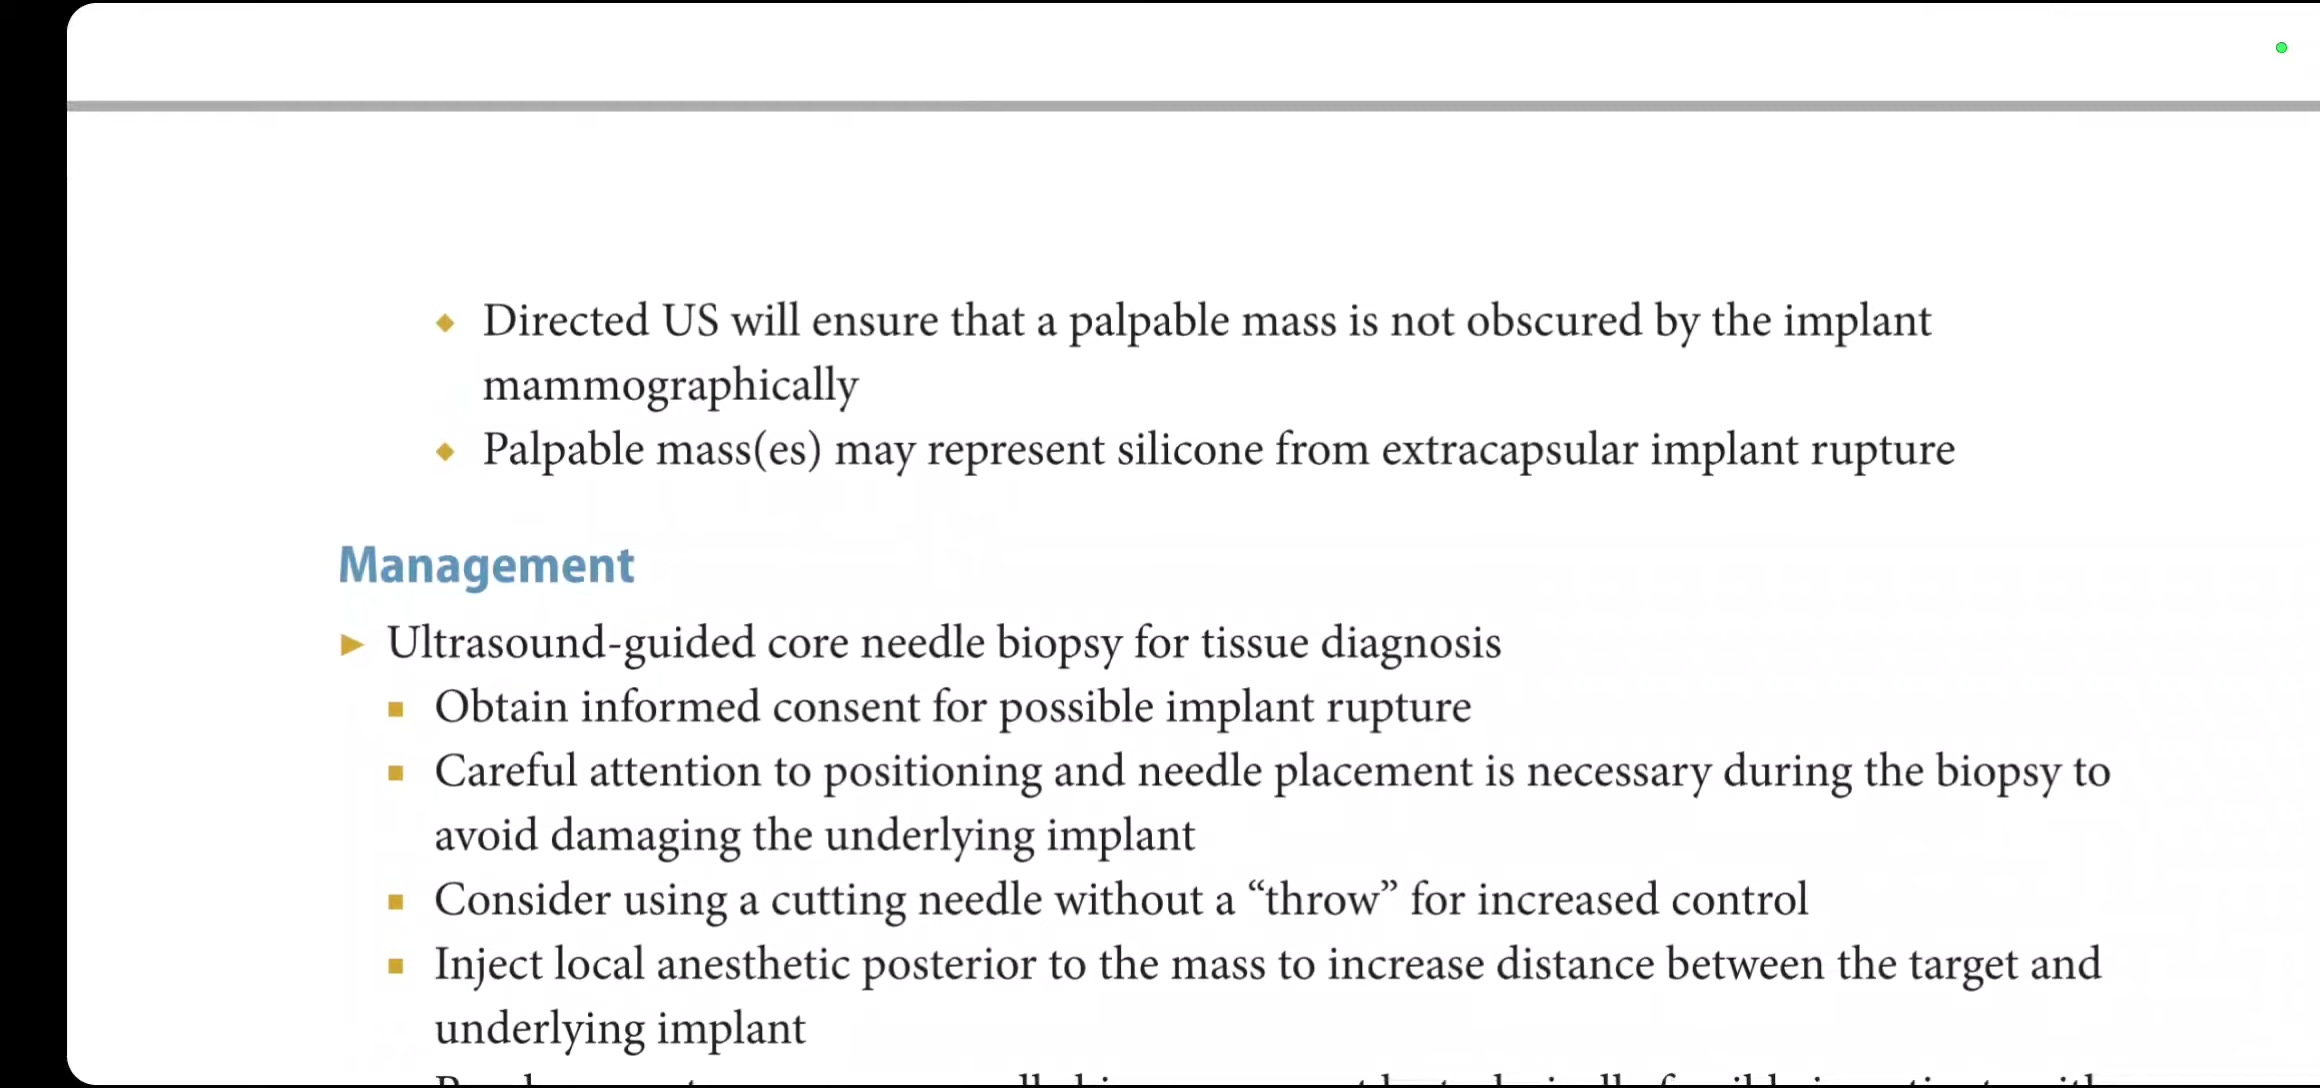 Directed US will ensure that a palpable mass is not obscured by the implant
mammographically
Palpable mass(es) may represent silicone from extracapsular implant rupture
Management
Ultrasound-guided core needle biopsy for tissue diagnosis
Obtain informed consent for possible implant rupture
Careful attention to positioning and needle placement is necessary during the biopsy to
avoid damaging the underlying implant
Consider using a cutting needle without a “throw” for increased control
Inject local anesthetic posterior to the mass to increase distance between the target and
underlying implant